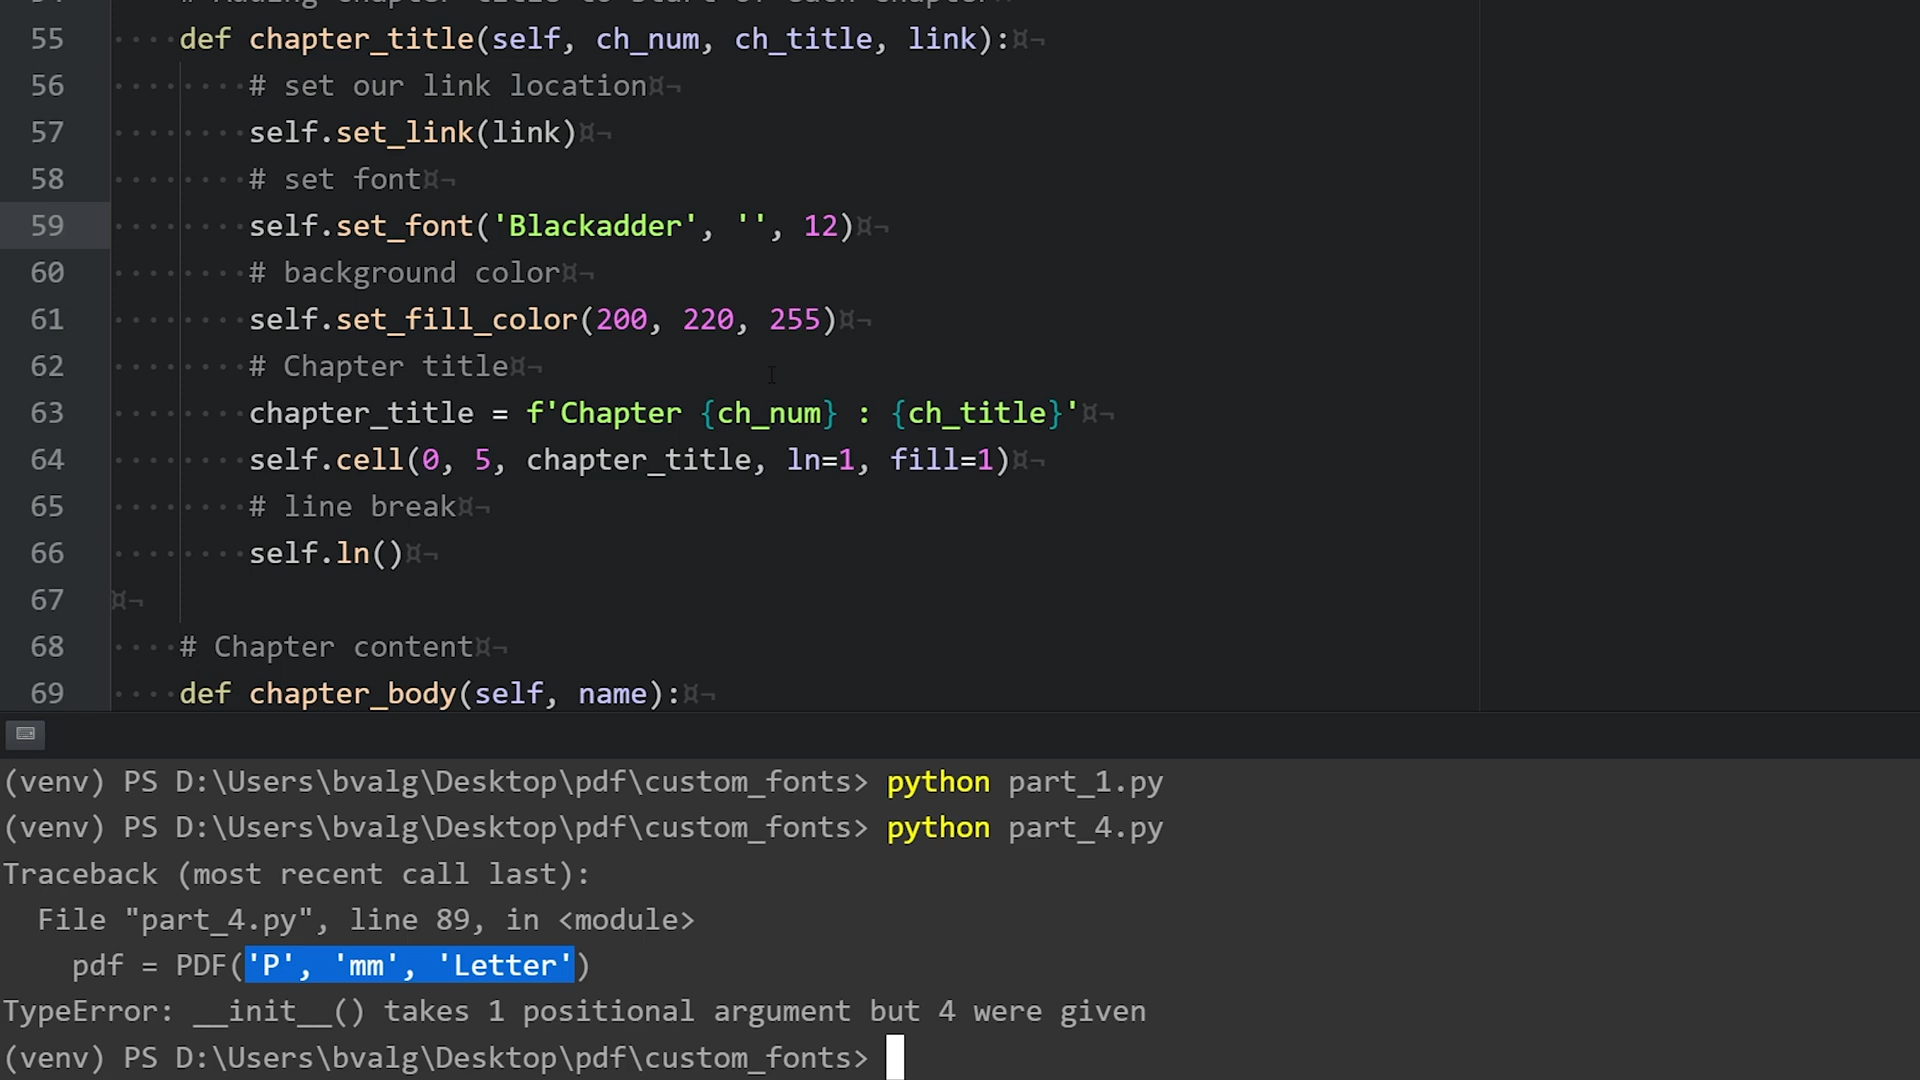 55 def chapter_title(self, ch_num, ch_title, link):
56 # set our link location
57 self.set_link(link)
58 # set font
59 self.set_font('Blackadder', '', 12)
60 # background color
61 self.set_fill_color(200, 220, 255)
62 # Chapter title
63 chapter_title = f'Chapter {ch_num} : {ch_title}'
64 self.cell(0, 5, chapter_title, ln=1, fill=1)
65 # line break
66 self.ln()
67
68 # Chapter content
69 def chapter_body(self, name):
(venv) PS D:\Users\bvalg\Desktop\pdf\custom_fonts> python part_1.py
(venv) PS D:\Users\bvalg\Desktop\pdf\custom_fonts> python part_4.py
Traceback (most recent call last):
File "part_4.py", line 89, in <module>
pdf = PDF('P', 'mm', 'Letter')
TypeError: __init__() takes 1 positional argument but 4 were given
(venv) PS D:\Users\bvalg\Desktop\pdf\custom_fonts>